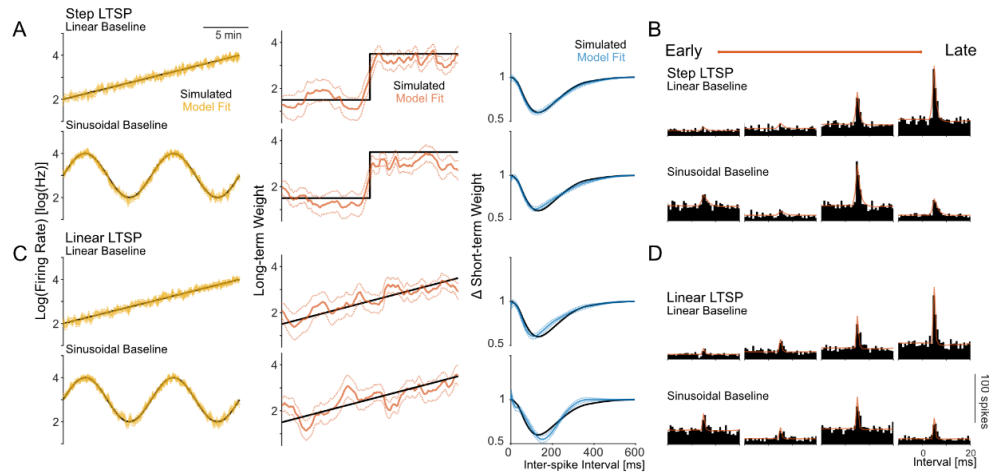 A
Step LTSP
Linear Baseline
5 min
4
2
Simulated
Model Fit
Sinusoidal Baseline
4
2
Log(Firing Rate) [log(Hz)]
4
2
Simulated
Model Fit
4
2
Long-term Weight
Simulated
Model Fit
1
0.5
1
0.5
Δ Short-term Weight
B
Early
Late
Step LTSP
Linear Baseline
Sinusoidal Baseline
C
Linear LTSP
Linear Baseline
4
2
Sinusoidal Baseline
4
2
4
2
4
2
1
0.5
1
0.5
0
200
400
600
Inter-spike Interval [ms]
D
Linear LTSP
Linear Baseline
Sinusoidal Baseline
100 spikes
0
20
Interval [ms]